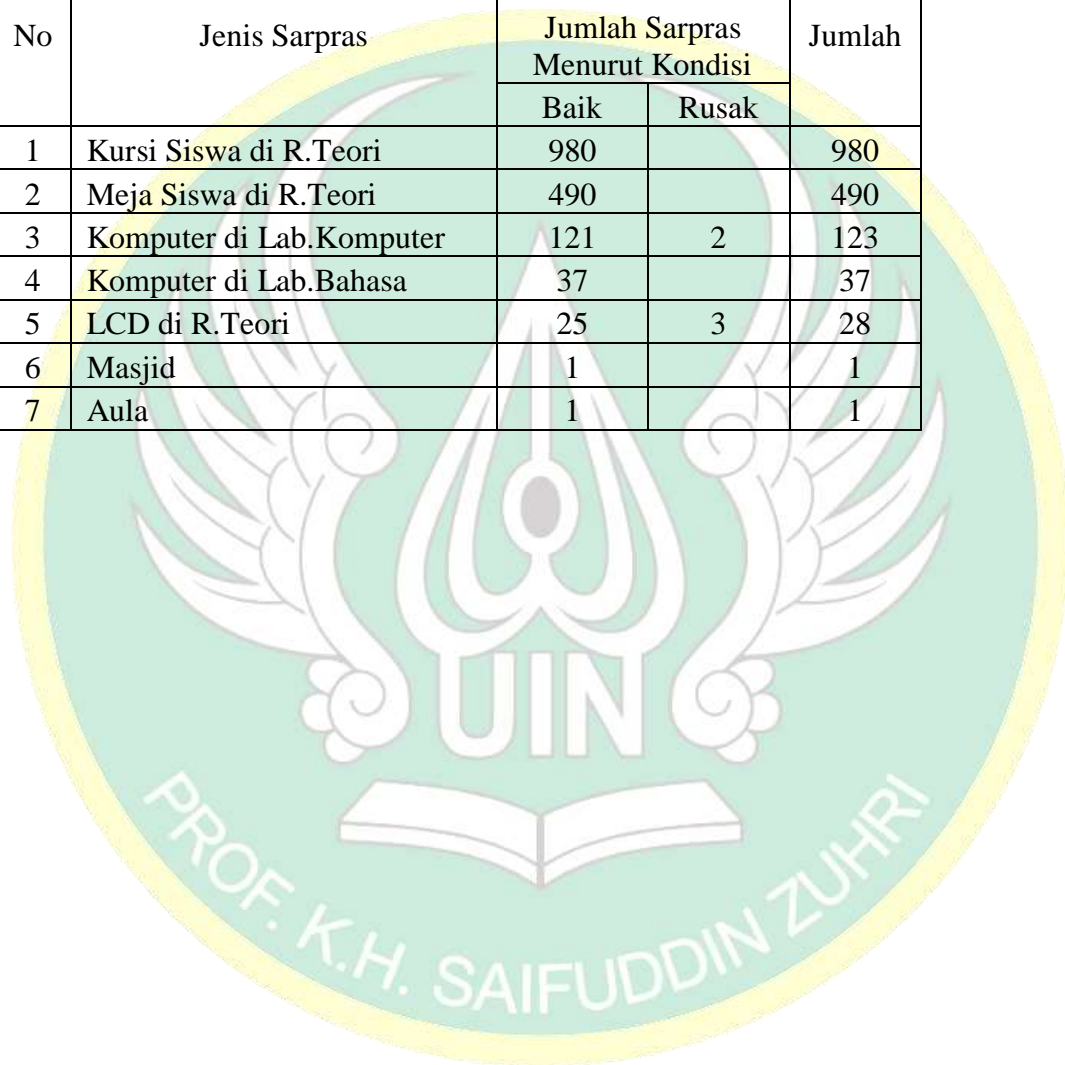 No Jenis Sarpras Jumlah Sarpras Menurut Kondisi Jumlah
Baik Rusak
1 Kursi Siswa di R.Teori 980 980
2 Meja Siswa di R.Teori 490 490
3 Komputer di Lab.Komputer 121 2 123
4 Komputer di Lab.Bahasa 37 37
5 LCD di R.Teori 25 3 28
6 Masjid 1 1
7 Aula 1 1
UIN
PROF. K.H. SAIFUDDIN ZUHRI